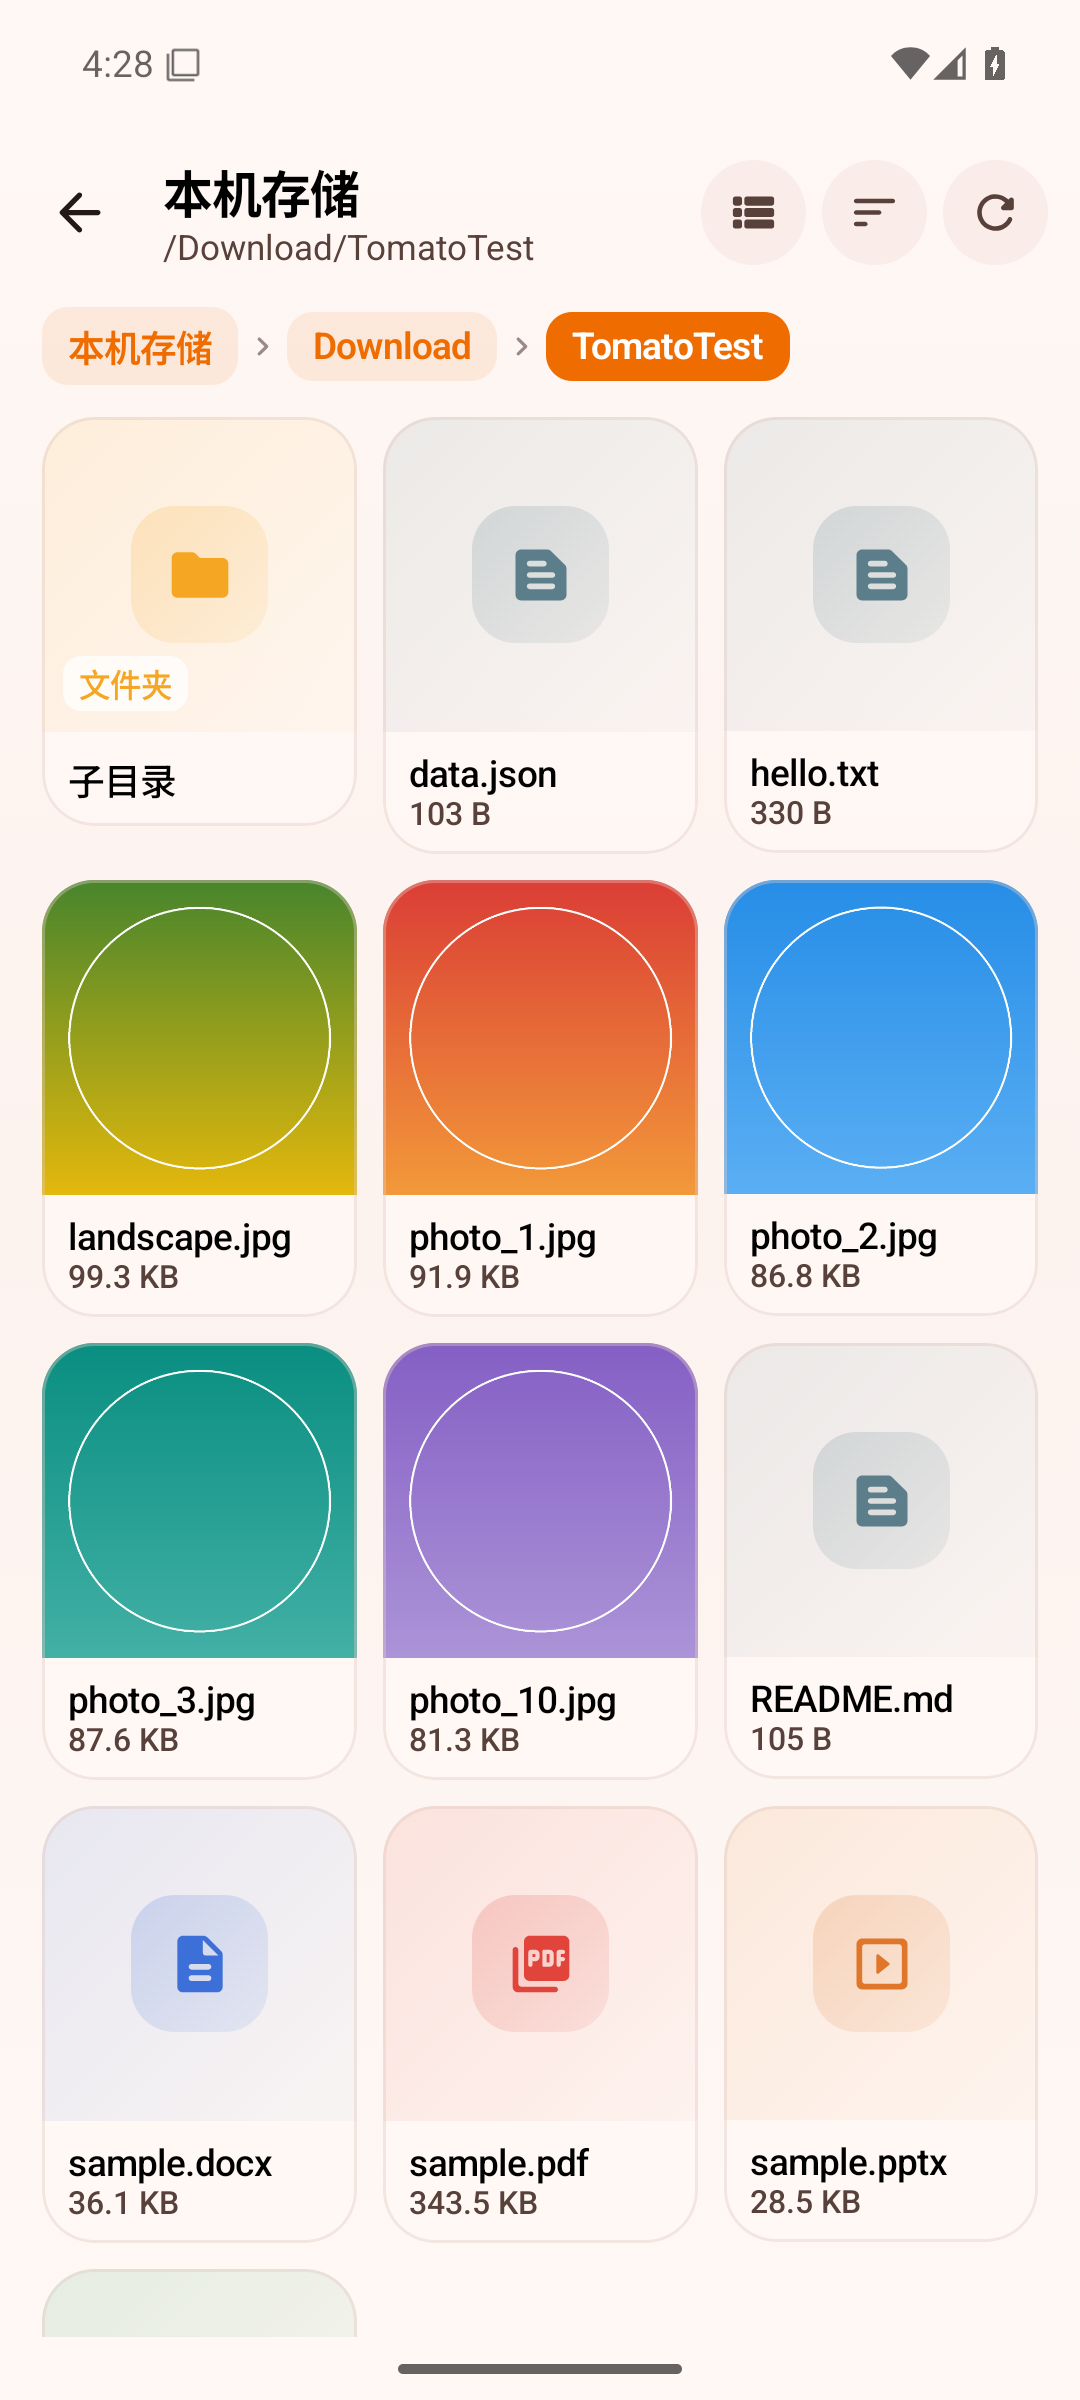 4:28
本机存储
/Download/TomatoTest
本机存储 > Download > TomatoTest
文件夹
子目录
data.json
103 B
hello.txt
330 B
landscape.jpg
99.3 KB
photo_1.jpg
91.9 KB
photo_2.jpg
86.8 KB
photo_3.jpg
87.6 KB
photo_10.jpg
81.3 KB
README.md
105 B
sample.docx
36.1 KB
PDF
sample.pdf
343.5 KB
sample.pptx
28.5 KB